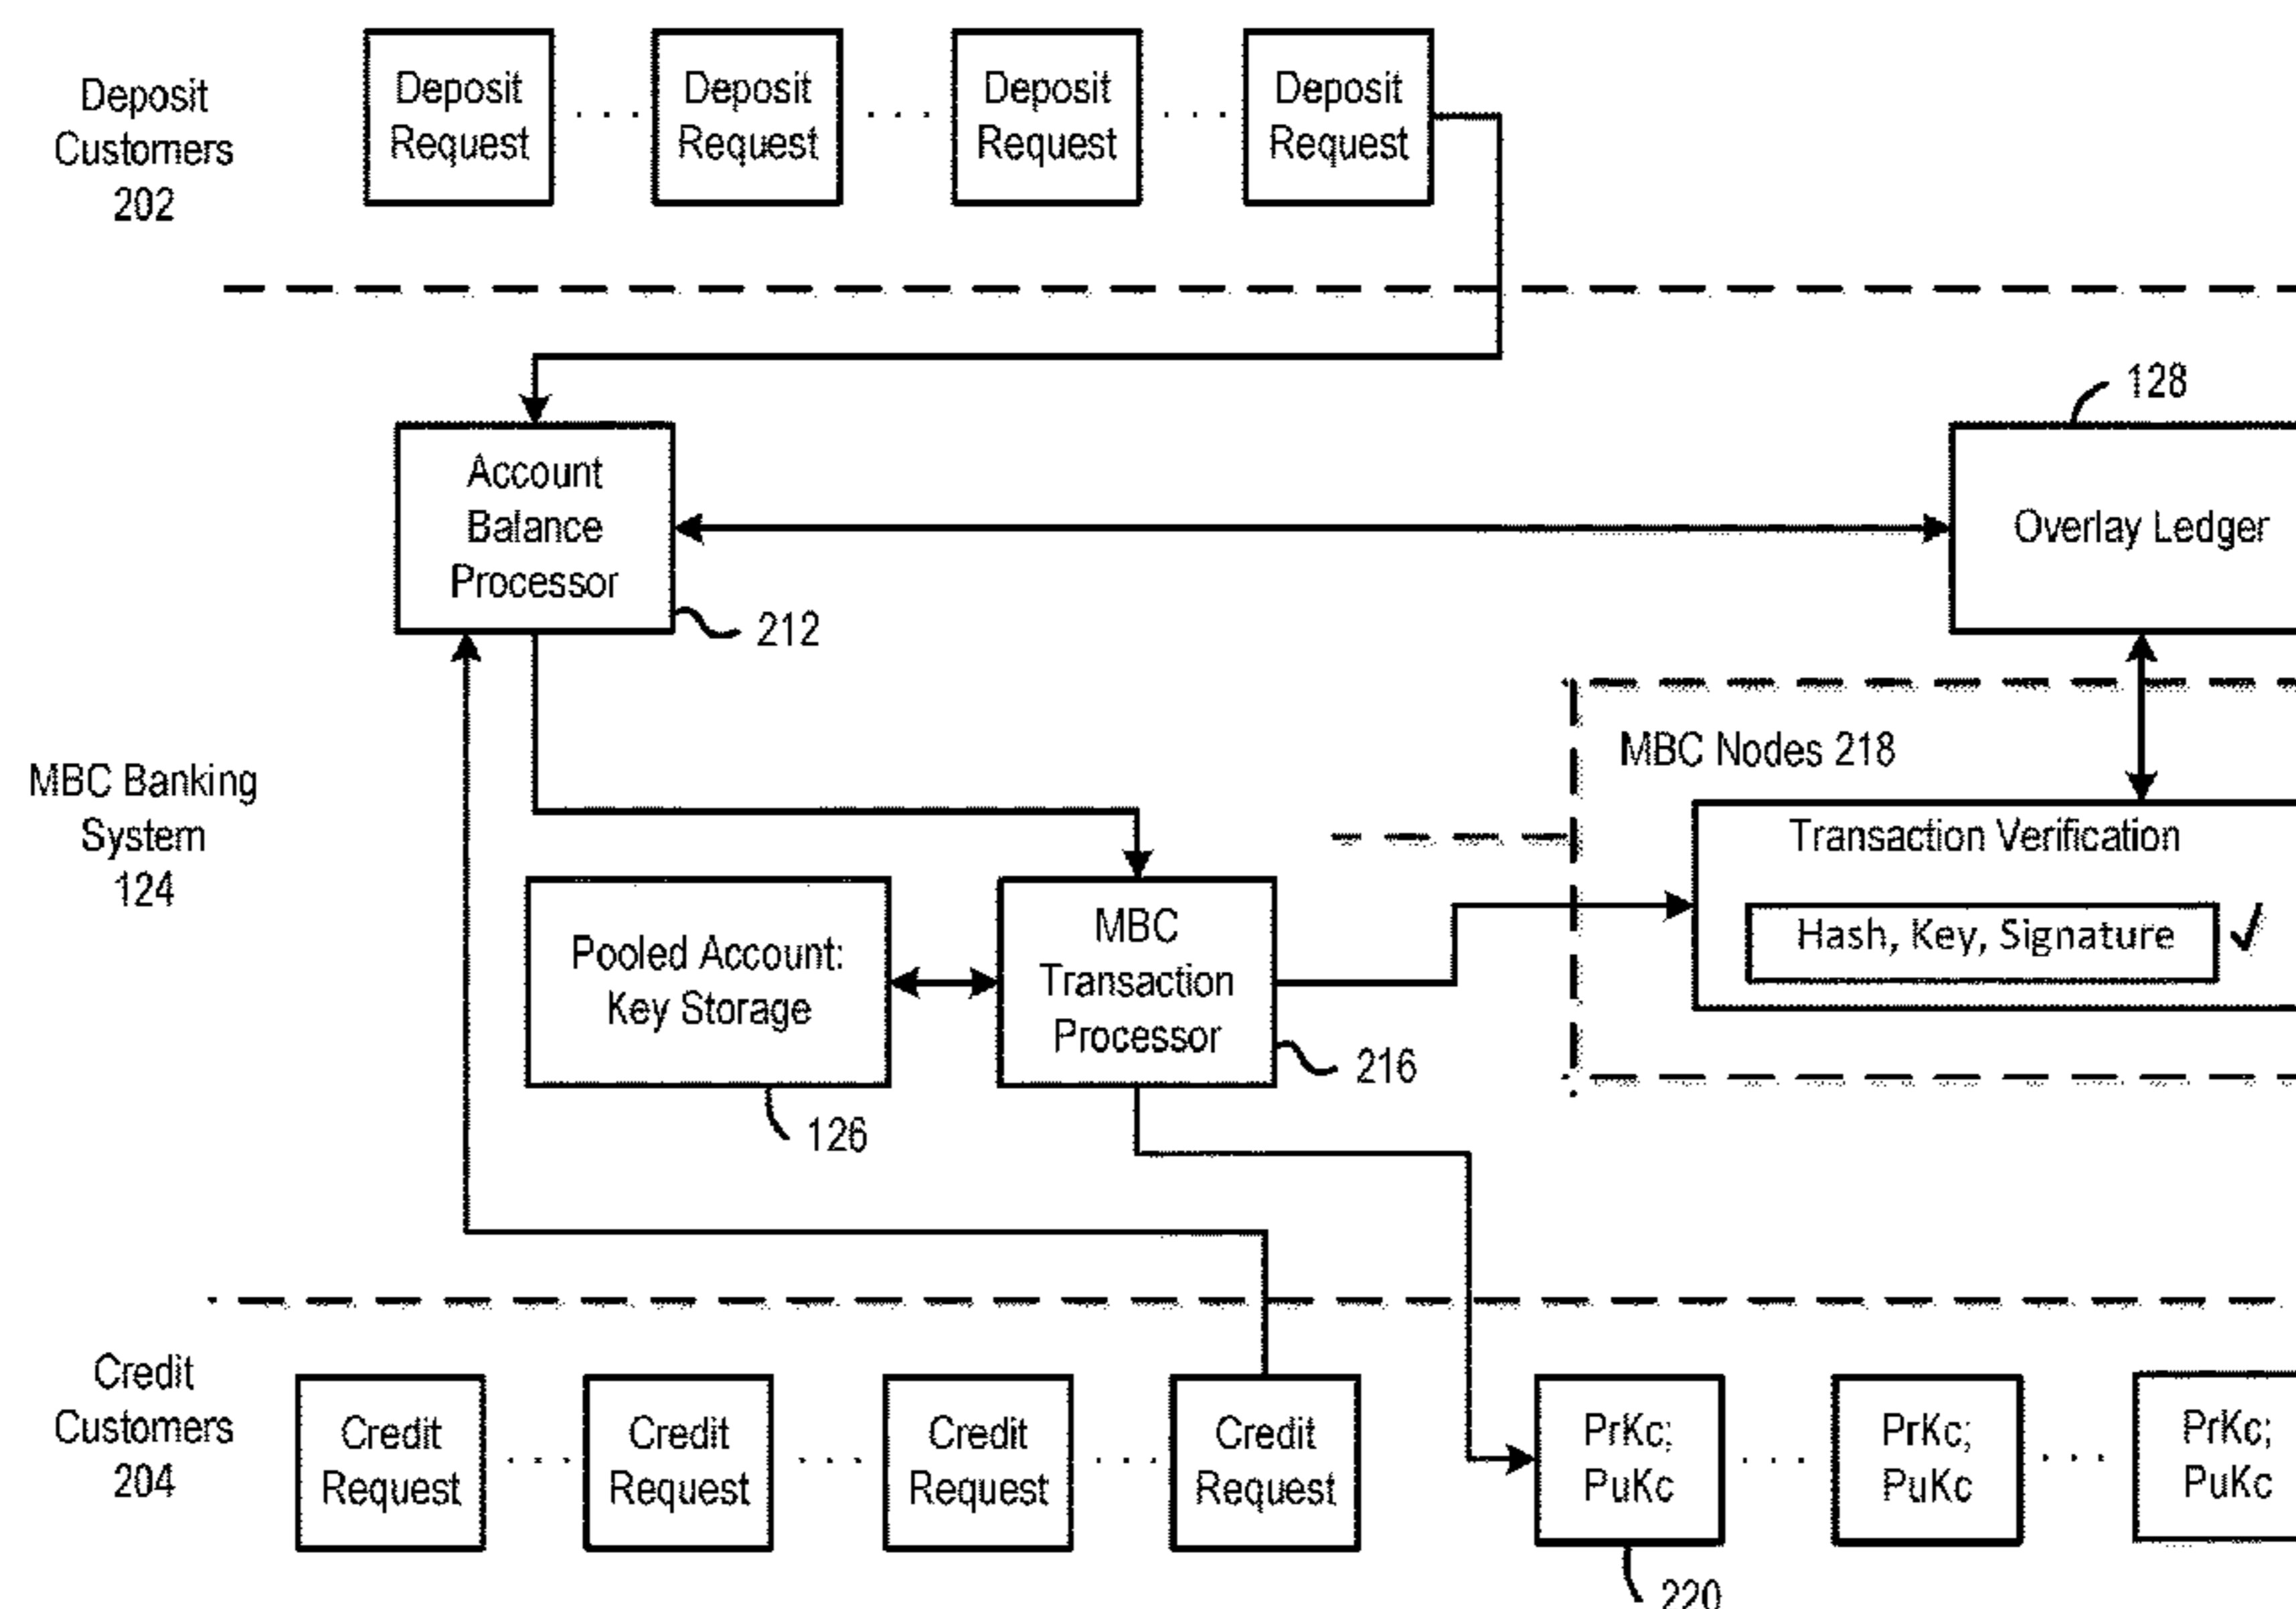 Deposit
Customers
202
Deposit
Request
Deposit
Request
Deposit
Request
Deposit
Request
128
Account
Balance
Processor
212
Overlay Ledger
MBC Banking
System
124
MBC Nodes 218
Transaction Verification
Hash, Key, Signature
Pooled Account:
Key Storage
126
MBC
Transaction
Processor
216
Credit
Customers
204
Credit
Request
Credit
Request
Credit
Request
Credit
Request
PrKc;
PuKc
PrKc;
PuKc
PrKc;
PuKc
220